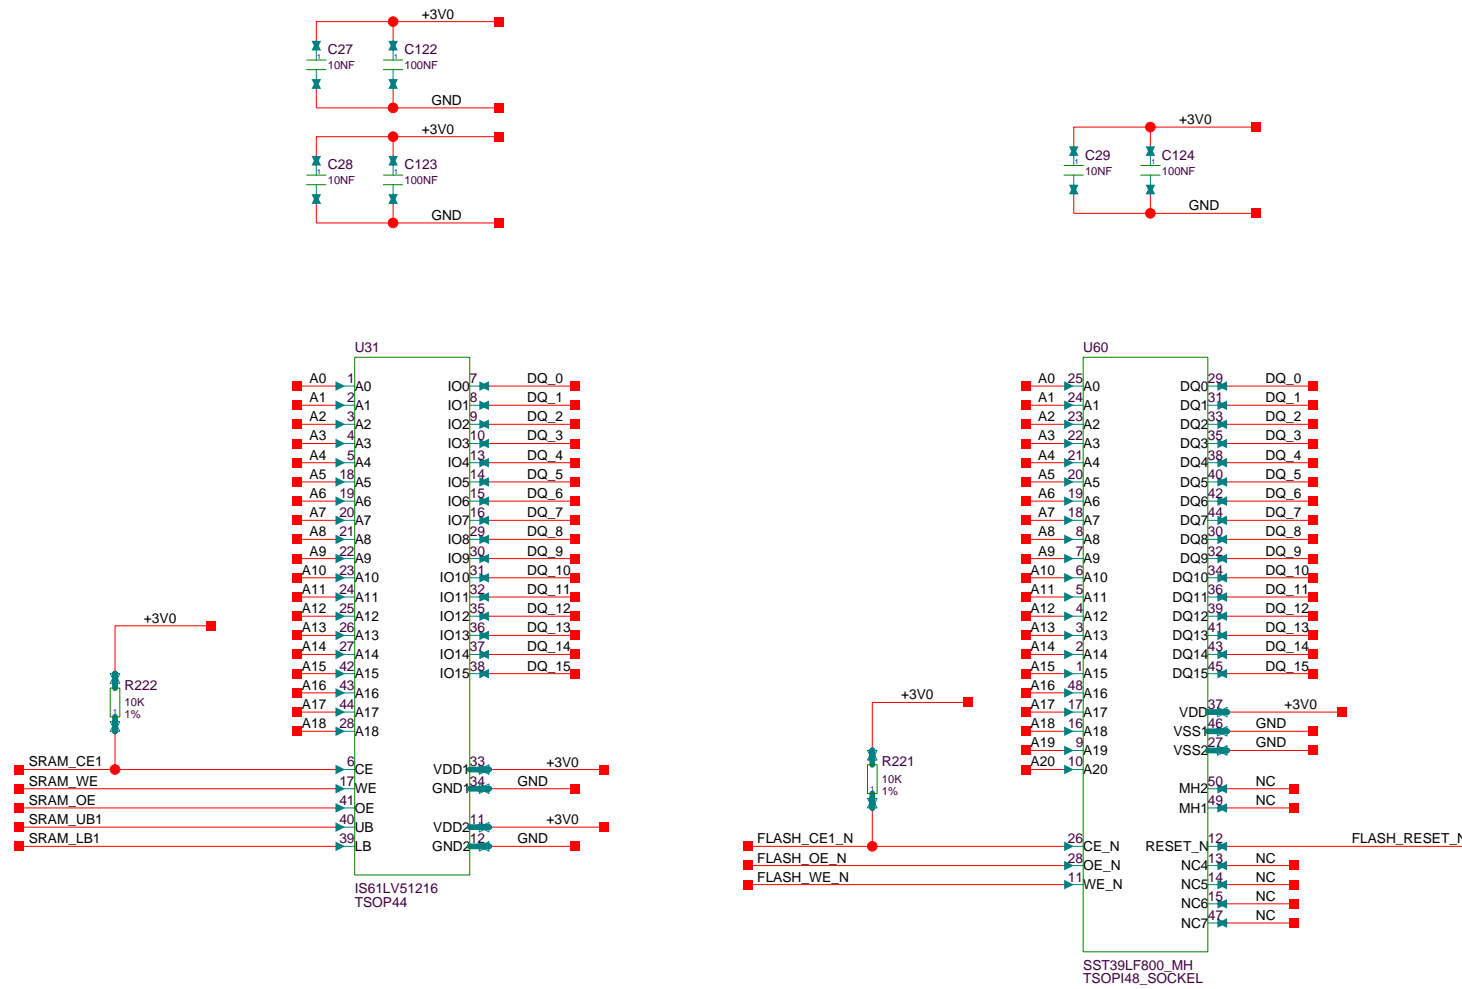 +3V0
C27
1
10NF
C122
1
100NF
GND
+3V0
C28
1
10NF
C123
1
100NF
GND
+3V0
C29
1
10NF
C124
1
100NF
GND
U31
A0 1 A0 IO0 7 DQ_0
A1 2 A1 IO1 8 DQ_1
A2 3 A2 IO2 9 DQ_2
A3 4 A3 IO3 10 DQ_3
A4 5 A4 IO4 13 DQ_4
A5 18 A5 IO5 14 DQ_5
A6 19 A6 IO6 15 DQ_6
A7 20 A7 IO7 16 DQ_7
A8 21 A8 IO8 29 DQ_8
A9 22 A9 IO9 30 DQ_9
A10 23 A10 IO10 31 DQ_10
A11 24 A11 IO11 32 DQ_11
A12 25 A12 IO12 35 DQ_12
A13 26 A13 IO13 36 DQ_13
A14 27 A14 IO14 37 DQ_14
A15 42 A15 IO15 38 DQ_15
A16 43 A16
A17 44 A17
A18 28 A18
+3V0
R222
10K
1
1%
SRAM_CE1 6 CE VDD1 33 +3V0
SRAM_WE 17 WE GND1 34 GND
SRAM_OE 41 OE
SRAM_UB1 40 UB VDD2 11 +3V0
SRAM_LB1 39 LB GND2 12 GND
IS61LV51216
TSOP44
U60
A0 25 A0 DQ0 29 DQ_0
A1 24 A1 DQ1 31 DQ_1
A2 23 A2 DQ2 33 DQ_2
A3 22 A3 DQ3 35 DQ_3
A4 21 A4 DQ4 38 DQ_4
A5 20 A5 DQ5 40 DQ_5
A6 19 A6 DQ6 42 DQ_6
A7 18 A7 DQ7 44 DQ_7
A8 8 A8 DQ8 30 DQ_8
A9 7 A9 DQ9 32 DQ_9
A10 6 A10 DQ10 34 DQ_10
A11 5 A11 DQ11 36 DQ_11
A12 4 A12 DQ12 39 DQ_12
A13 3 A13 DQ13 41 DQ_13
A14 2 A14 DQ14 43 DQ_14
A15 1 A15 DQ15 45 DQ_15
A16 48 A16
A17 17 A17 VDD 37 +3V0
A18 16 A18 VSS1 46 GND
A19 9 A19 VSS2 27 GND
A20 10 A20
MH2 50 NC
MH1 49 NC
+3V0
R221
10K
1
1%
FLASH_CE1_N 26 CE_N RESET_N 12 FLASH_RESET_N
FLASH_OE_N 28 OE_N NC4 13 NC
FLASH_WE_N 11 WE_N NC5 14 NC
NC6 15 NC
NC7 47 NC
SST39LF800_MH
TSOPI48_SOCKEL